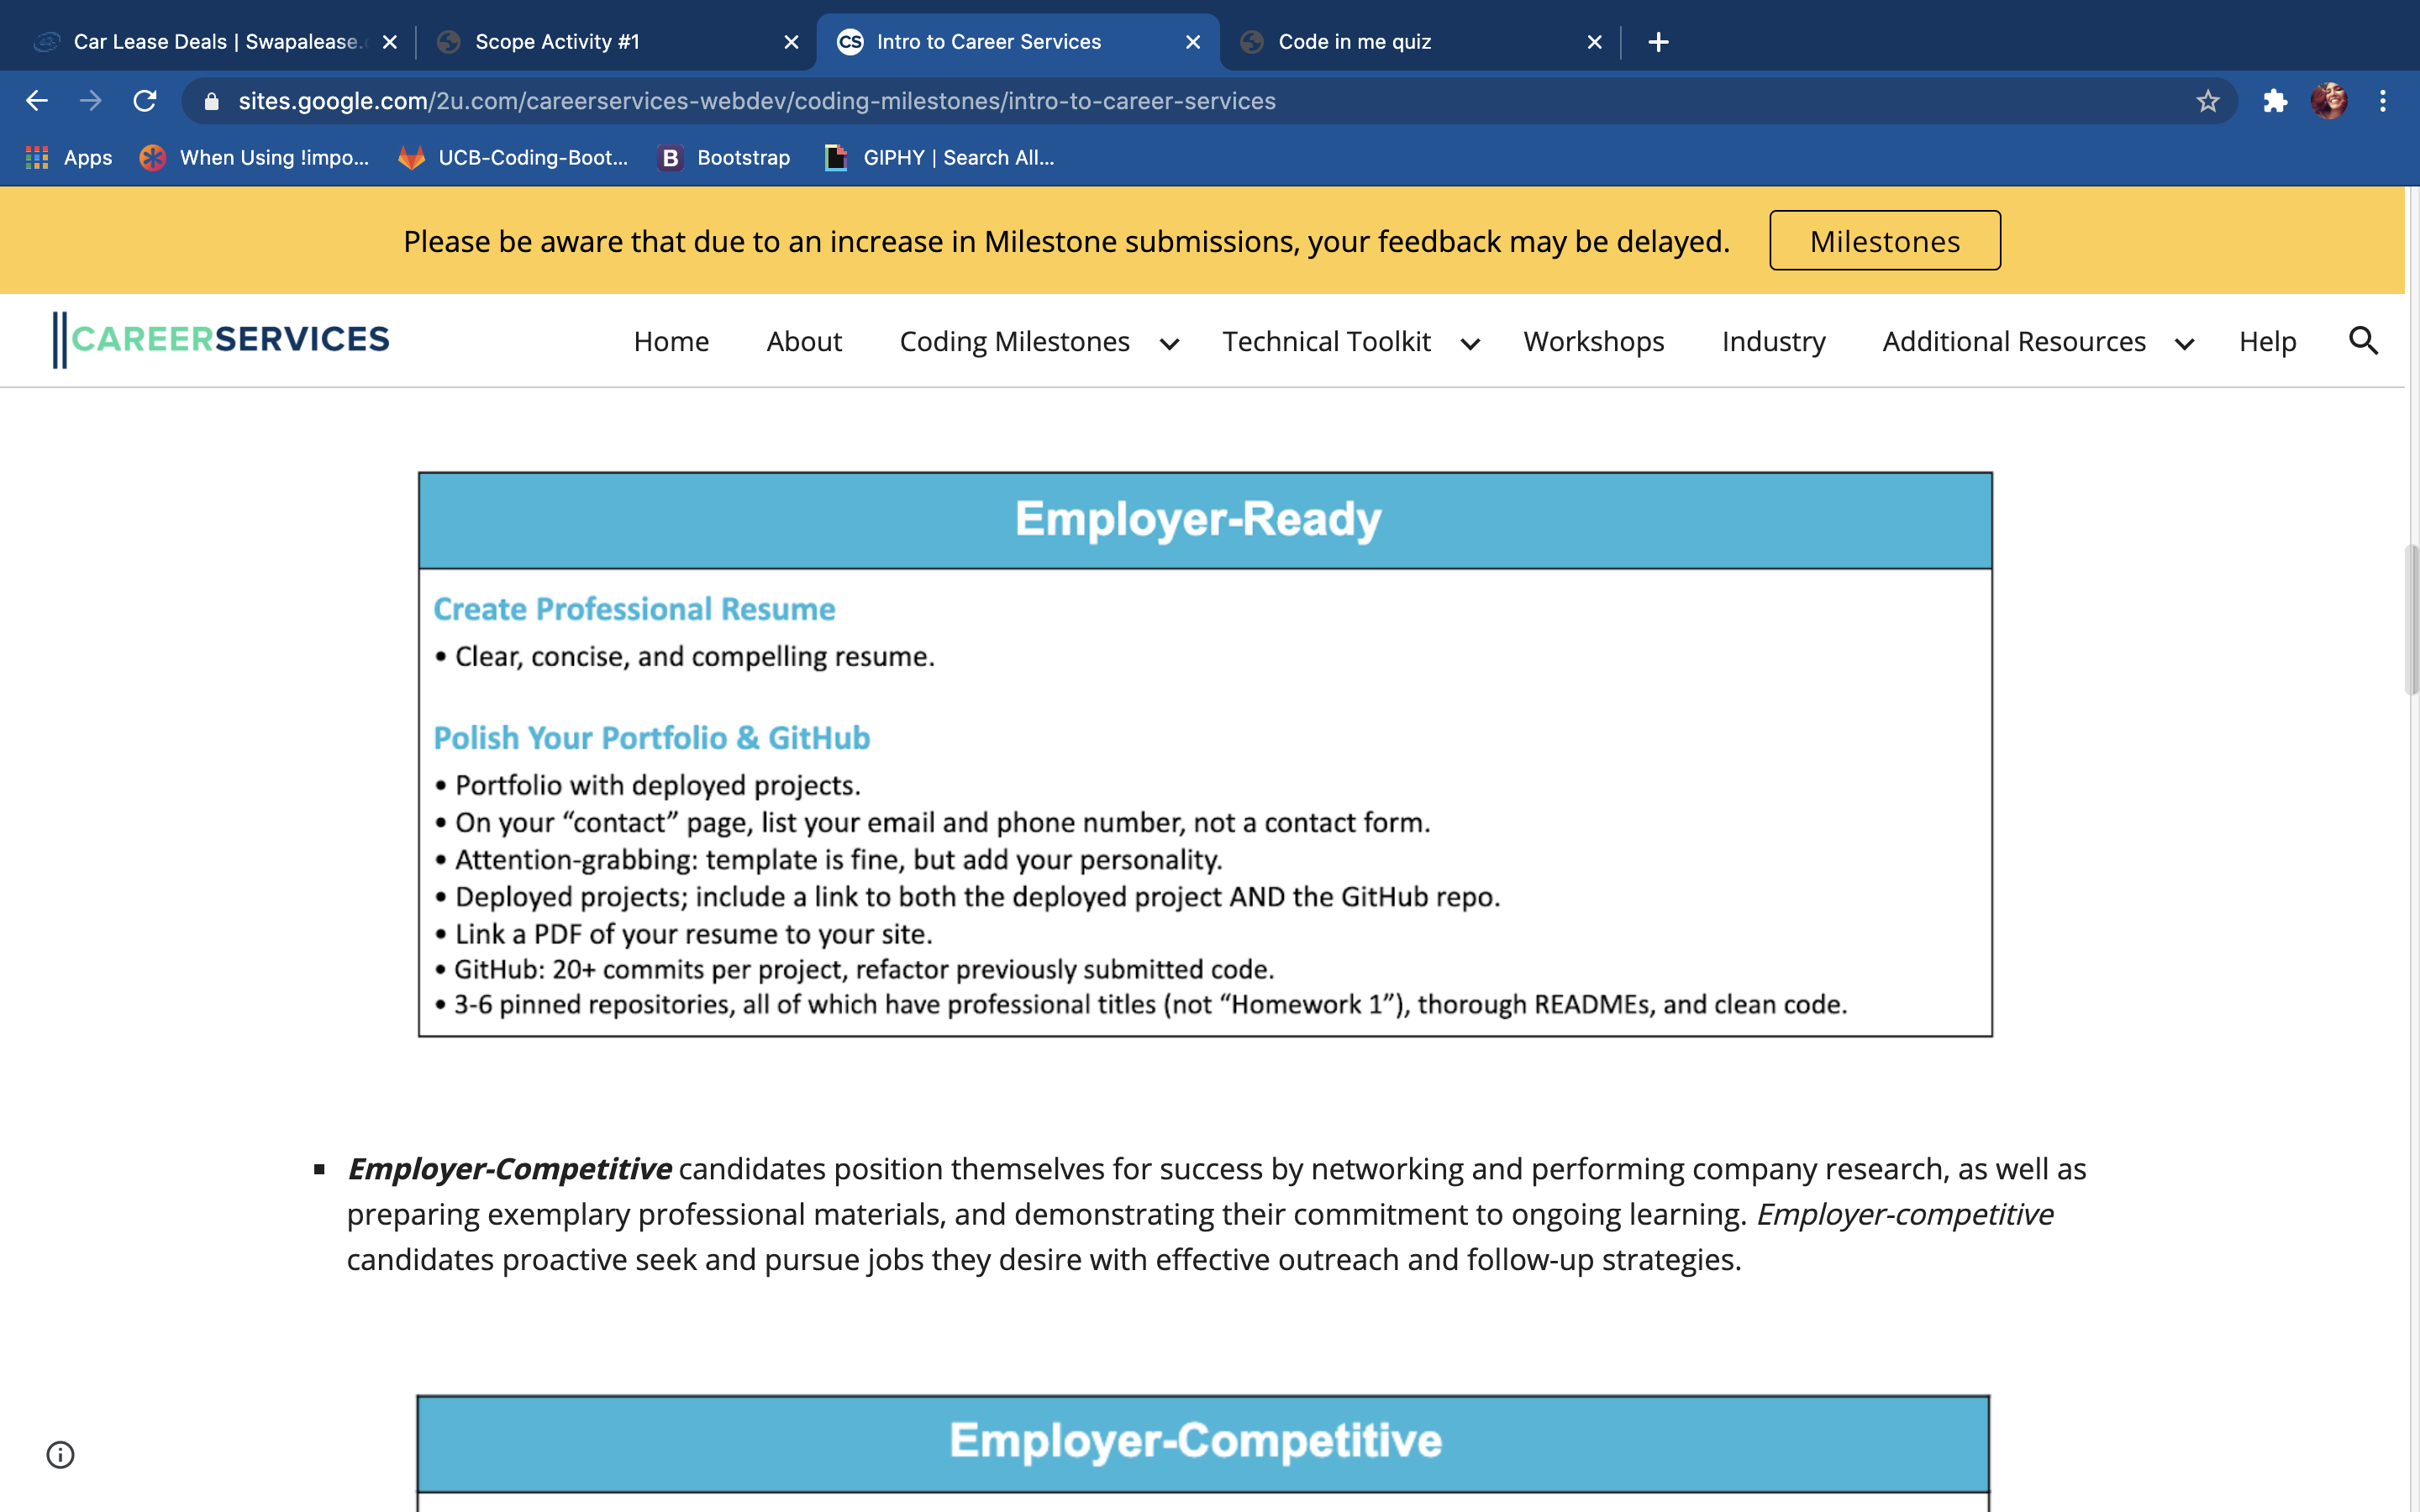 Car Lease Deals | Swapalease.
Scope Activity #1
CS Intro to Career Services
Code in me quiz
sites.google.com/2u.com/careerservices-webdev/coding-milestones/intro-to-career-services
Apps
When Using !impo...
UCB-Coding-Boot...
B Bootstrap
GIPHY | Search All...
Please be aware that due to an increase in Milestone submissions, your feedback may be delayed.
Milestones
CAREERSERVICES
Home
About
Coding Milestones
Technical Toolkit
Workshops
Industry
Additional Resources
Help
Employer-Ready
Create Professional Resume
• Clear, concise, and compelling resume.
Polish Your Portfolio & GitHub
• Portfolio with deployed projects.
• On your “contact” page, list your email and phone number, not a contact form.
• Attention-grabbing: template is fine, but add your personality.
• Deployed projects; include a link to both the deployed project AND the GitHub repo.
• Link a PDF of your resume to your site.
• GitHub: 20+ commits per project, refactor previously submitted code.
• 3-6 pinned repositories, all of which have professional titles (not “Homework 1”), thorough READMEs, and clean code.
▪ Employer-Competitive candidates position themselves for success by networking and performing company research, as well as
preparing exemplary professional materials, and demonstrating their commitment to ongoing learning. Employer-competitive
candidates proactive seek and pursue jobs they desire with effective outreach and follow-up strategies.
Employer-Competitive